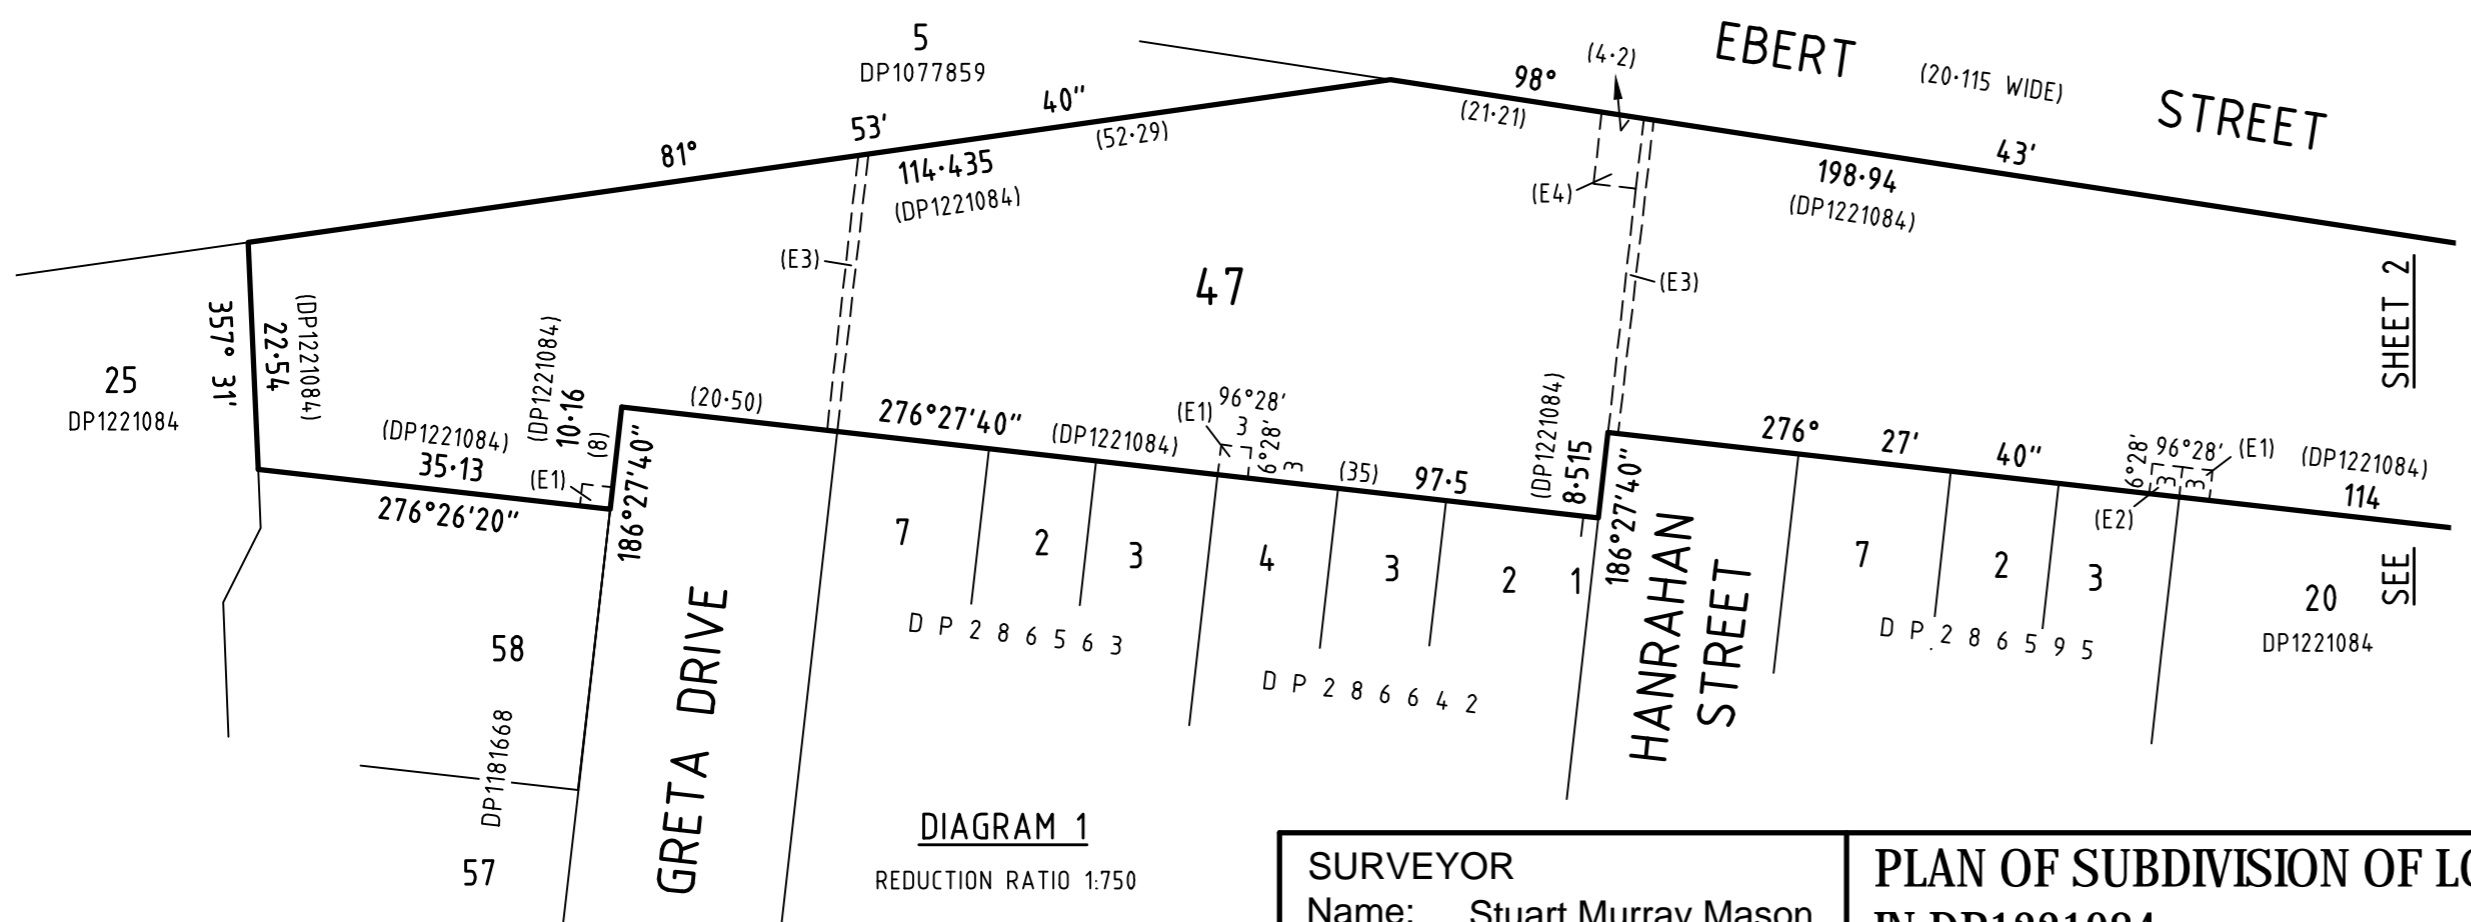 5
DP1077859
EBERT STREET
(20·115 WIDE)
(4·2)
98°
43'
(21·21)
198·94
(DP1221084)
81°
53'
40"
(52·29)
114·435
(DP1221084)
(E4)
(E3)
(E3)
47
SEE SHEET 2
357° 31'
22·54
(DP1221084)
25
DP1221084
(DP1221084)
35·13
276°26'20"
(E1)
(DP1221084)
10·16
(8)
186°27'40"
(20·50)
276°27'40"
(DP1221084)
(E1)
96°28'
3
6°28'
3
(35)
97·5
(DP1221084)
8·515
186°27'40"
276°
27'
40"
6°28'
96°28'
3
3
(E1)
(E2)
(DP1221084)
114
7
2
3
4
3
2
1
7
2
3
20
DP1221084
DP286563
DP286642
DP286595
58
DP1181668
57
GRETA DRIVE
HANRAHAN
STREET
DIAGRAM 1
REDUCTION RATIO 1:750
SURVEYOR
Name: Stuart Murray Mason
PLAN OF SUBDIVISION OF LO
IN DP1221084